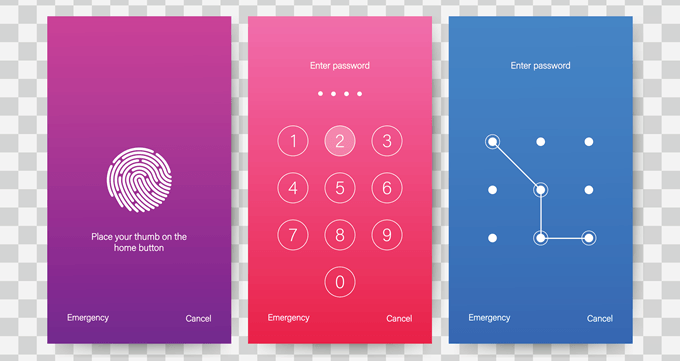 Place your thumb on the
home button
Emergency
Cancel
Enter password
1 2 3
4 5 6
7 8 9
0
Emergency
Cancel
Enter password
Emergency
Cancel